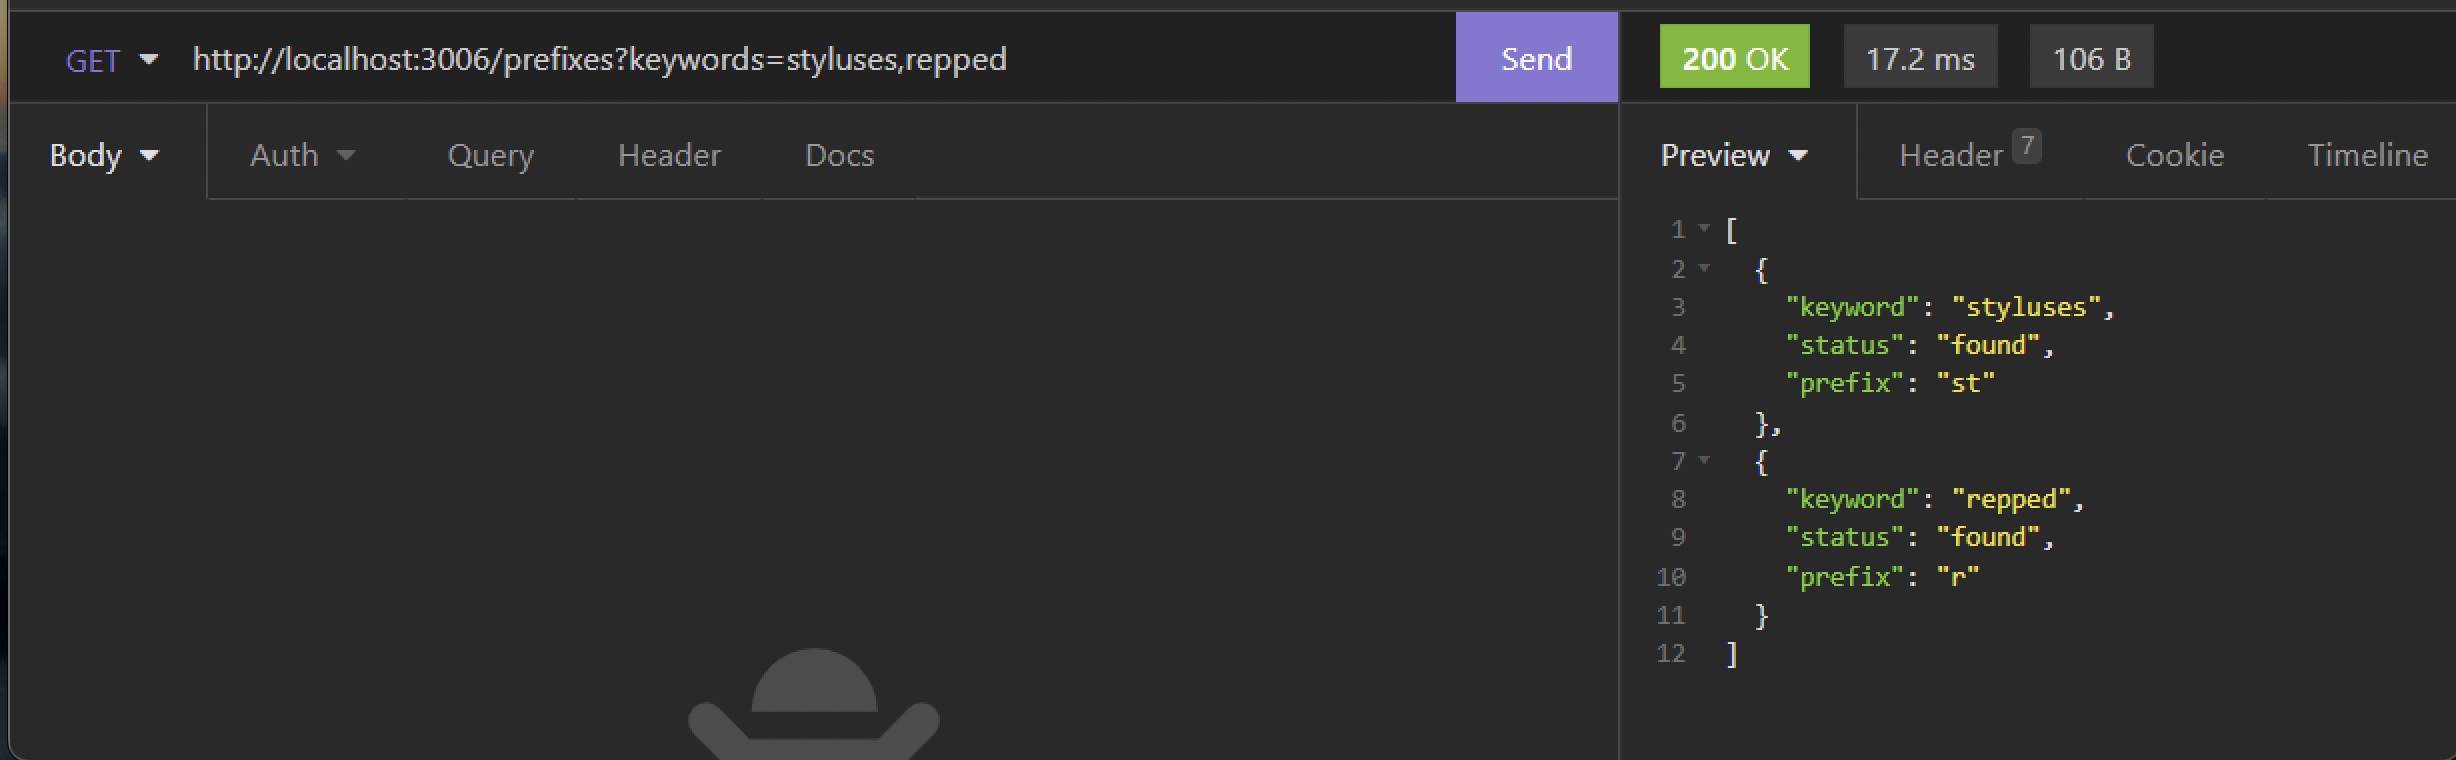 GET http://localhost:3006/prefixes?keywords=styluses,repped Send 200 OK 17.2 ms 106 B
Body Auth Query Header Docs Preview Header 7 Cookie Timeline
1 [
2 {
3 "keyword": "styluses",
4 "status": "found",
5 "prefix": "st"
6 },
7 {
8 "keyword": "repped",
9 "status": "found",
10 "prefix": "r"
11 }
12 ]